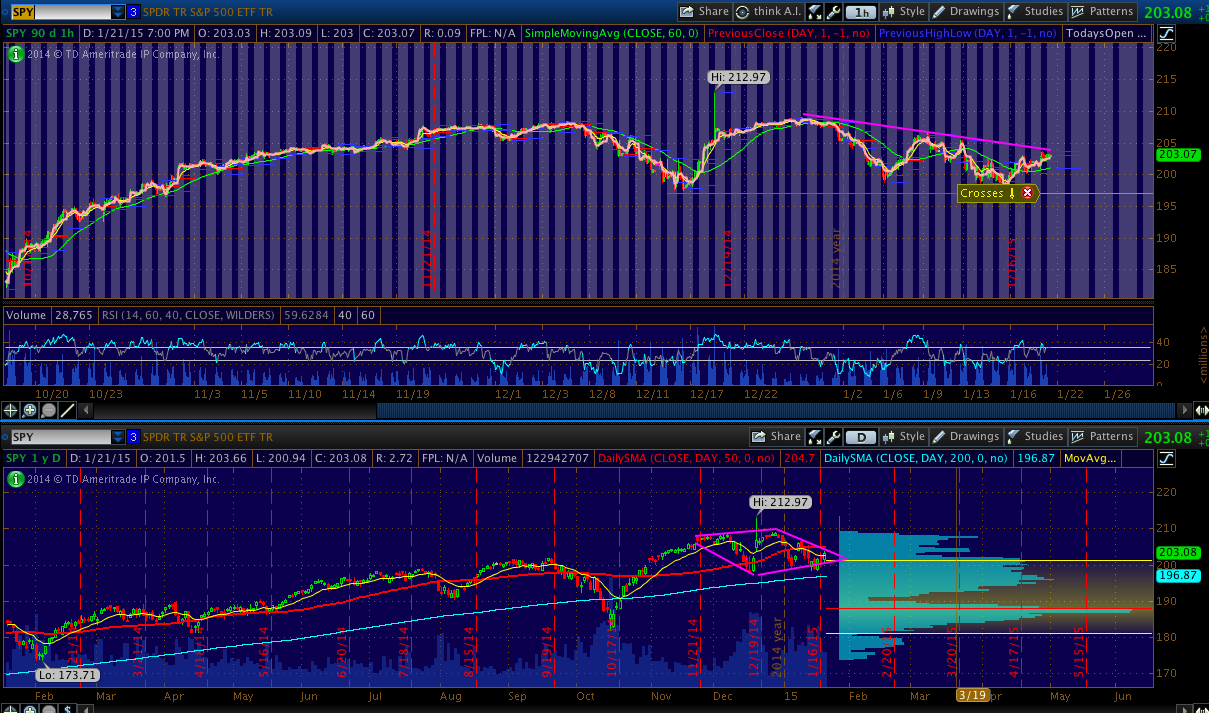 SPY 3 SPDR TR S&P 500 ETF TR Share think A.I. 1h Style Drawings Studies Patterns 203.08
SPY 90 d 1h D: 1/21/15 7:00 PM O: 203.03 H: 203.09 L: 203 C: 203.07 R: 0.09 FPL: N/A SimpleMovingAvg (CLOSE, 60, 0) PreviousClose (DAY, 1, −1, no) PreviousHighLow (DAY, 1, −1, no) TodaysOpen ...
2014 © TD Ameritrade IP Company, Inc.
220
Hi: 212.97
215
210
205
203.07
200
Crosses
195
190
185
11/21/14 12/19/14 2014 year 1/16/15
Volume 28,765 RSI (14, 60, 40, CLOSE, WILDERS) 59.6284 40 60
40
20
0
<millions>
10/20 10/23 11/3 11/5 11/10 11/14 11/19 12/1 12/3 12/8 12/11 12/17 12/22 1/2 1/6 1/9 1/13 1/16 1/22 1/26
SPY 3 SPDR TR S&P 500 ETF TR Share D Style Drawings Studies Patterns 203.08
SPY 1 y D D: 1/21/15 O: 201.5 H: 203.66 L: 200.94 C: 203.08 R: 2.72 FPL: N/A Volume 122942707 DailySMA (CLOSE, DAY, 50, 0, no) 204.7 DailySMA (CLOSE, DAY, 200, 0, no) 196.87 MovAvg...
2014 © TD Ameritrade IP Company, Inc.
220
Hi: 212.97
210
203.08
200
196.87
190
180
170
Lo: 173.71
5/16/14 6/20/14 7/18/14 8/15/14 9/19/14 10/17/14 11/21/14 12/19/14 2014 year 1/16/15 2/20/15 3/20/15 4/17/15 5/15/15
Feb Mar Apr May Jun Jul Aug Sep Oct Nov Dec 15 Feb Mar 3/19 pr May Jun